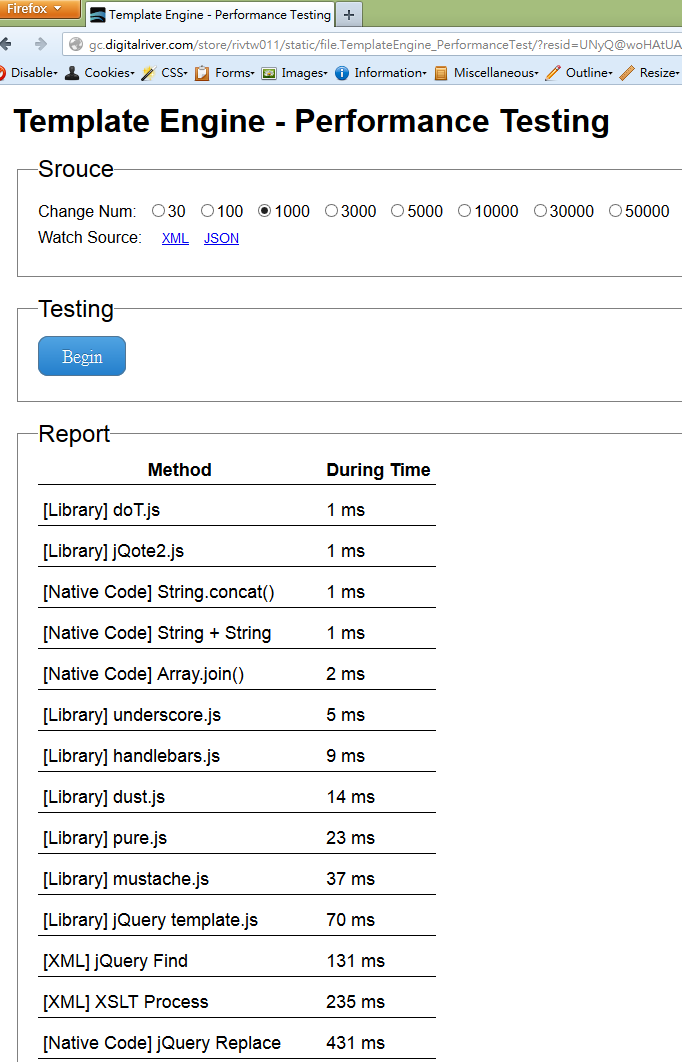 Firefox
Template Engine - Performance Testing
gc.digitalriver.com/store/rivtw011/static/file.TemplateEngine_PerformanceTest/?resid=UNyQ@woHAtUA
Disable Cookies CSS Forms Images Information Miscellaneous Outline Resize
Template Engine - Performance Testing
Srouce
Change Num: 30 100 1000 3000 5000 10000 30000 50000
Watch Source: XML JSON
Testing
Begin
Report
Method During Time
[Library] doT.js 1 ms
[Library] jQote2.js 1 ms
[Native Code] String.concat() 1 ms
[Native Code] String + String 1 ms
[Native Code] Array.join() 2 ms
[Library] underscore.js 5 ms
[Library] handlebars.js 9 ms
[Library] dust.js 14 ms
[Library] pure.js 23 ms
[Library] mustache.js 37 ms
[Library] jQuery template.js 70 ms
[XML] jQuery Find 131 ms
[XML] XSLT Process 235 ms
[Native Code] jQuery Replace 431 ms